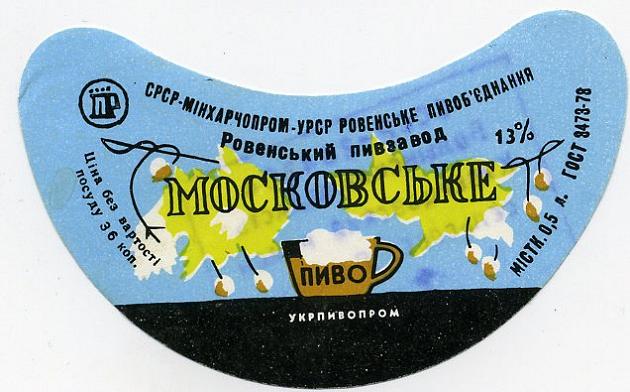 ПР
СРСР-МІНХАРЧОПРОМ-УРСР РОВЕНСЬКЕ ПИВОБ'ЄДНАННЯ
Ровенський пивзавод
13%
МОСКОВСЬКЕ
Ціна без вартості
посуду 36 коп.
МІСТК. 0,5 л. ГОСТ 3473-78
ПИВО
УКРПИВОПРОМ